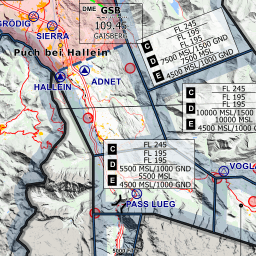 GRÖDIG
DME GSB
109.4
GAISBERG
SIERRA
Puch bei Hallein
HALLEIN
ADNET
FL 245
C FL 195
FL 195
D 7500 MSL/1500 GND
7500 MSL
E 4500 MSL/1000 GND
FL 245
C FL 195
FL 195
D 10000 MSL/1500 GND
10000 MSL
E 4500 MSL/1000 GND
FL 245
C FL 195
FL 195
D 5500 MSL/1000 GND
5500 MSL
E 4500 MSL/1000 GND
VOGL
PASS LUEG